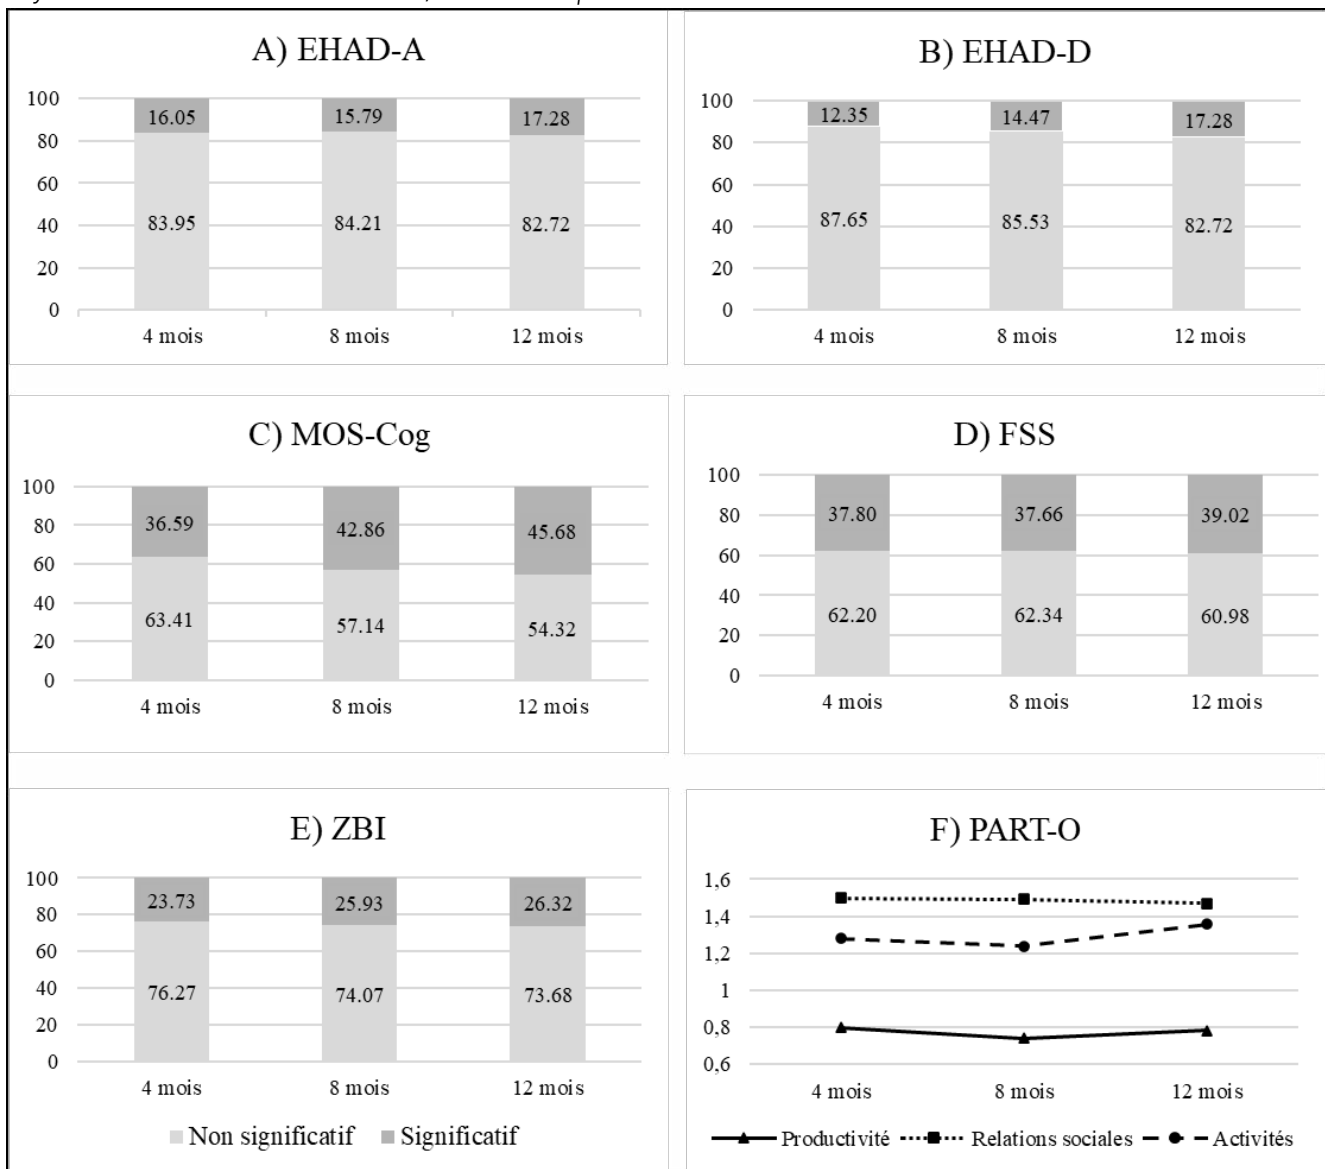 A) EHAD-A
100
80
60
40
20
0
16.05
15.79
17.28
83.95
84.21
82.72
4 mois
8 mois
12 mois
B) EHAD-D
100
80
60
40
20
0
12.35
14.47
17.28
87.65
85.53
82.72
4 mois
8 mois
12 mois
C) MOS-Cog
100
80
60
40
20
0
36.59
42.86
45.68
63.41
57.14
54.32
4 mois
8 mois
12 mois
D) FSS
100
80
60
40
20
0
37.80
37.66
39.02
62.20
62.34
60.98
4 mois
8 mois
12 mois
E) ZBI
100
80
60
40
20
0
23.73
25.93
26.32
76.27
74.07
73.68
4 mois
8 mois
12 mois
Non significatif
Significatif
F) PART-O
1,6
1,4
1,2
1
0,8
0,6
4 mois
8 mois
12 mois
Productivité
Relations sociales
Activités